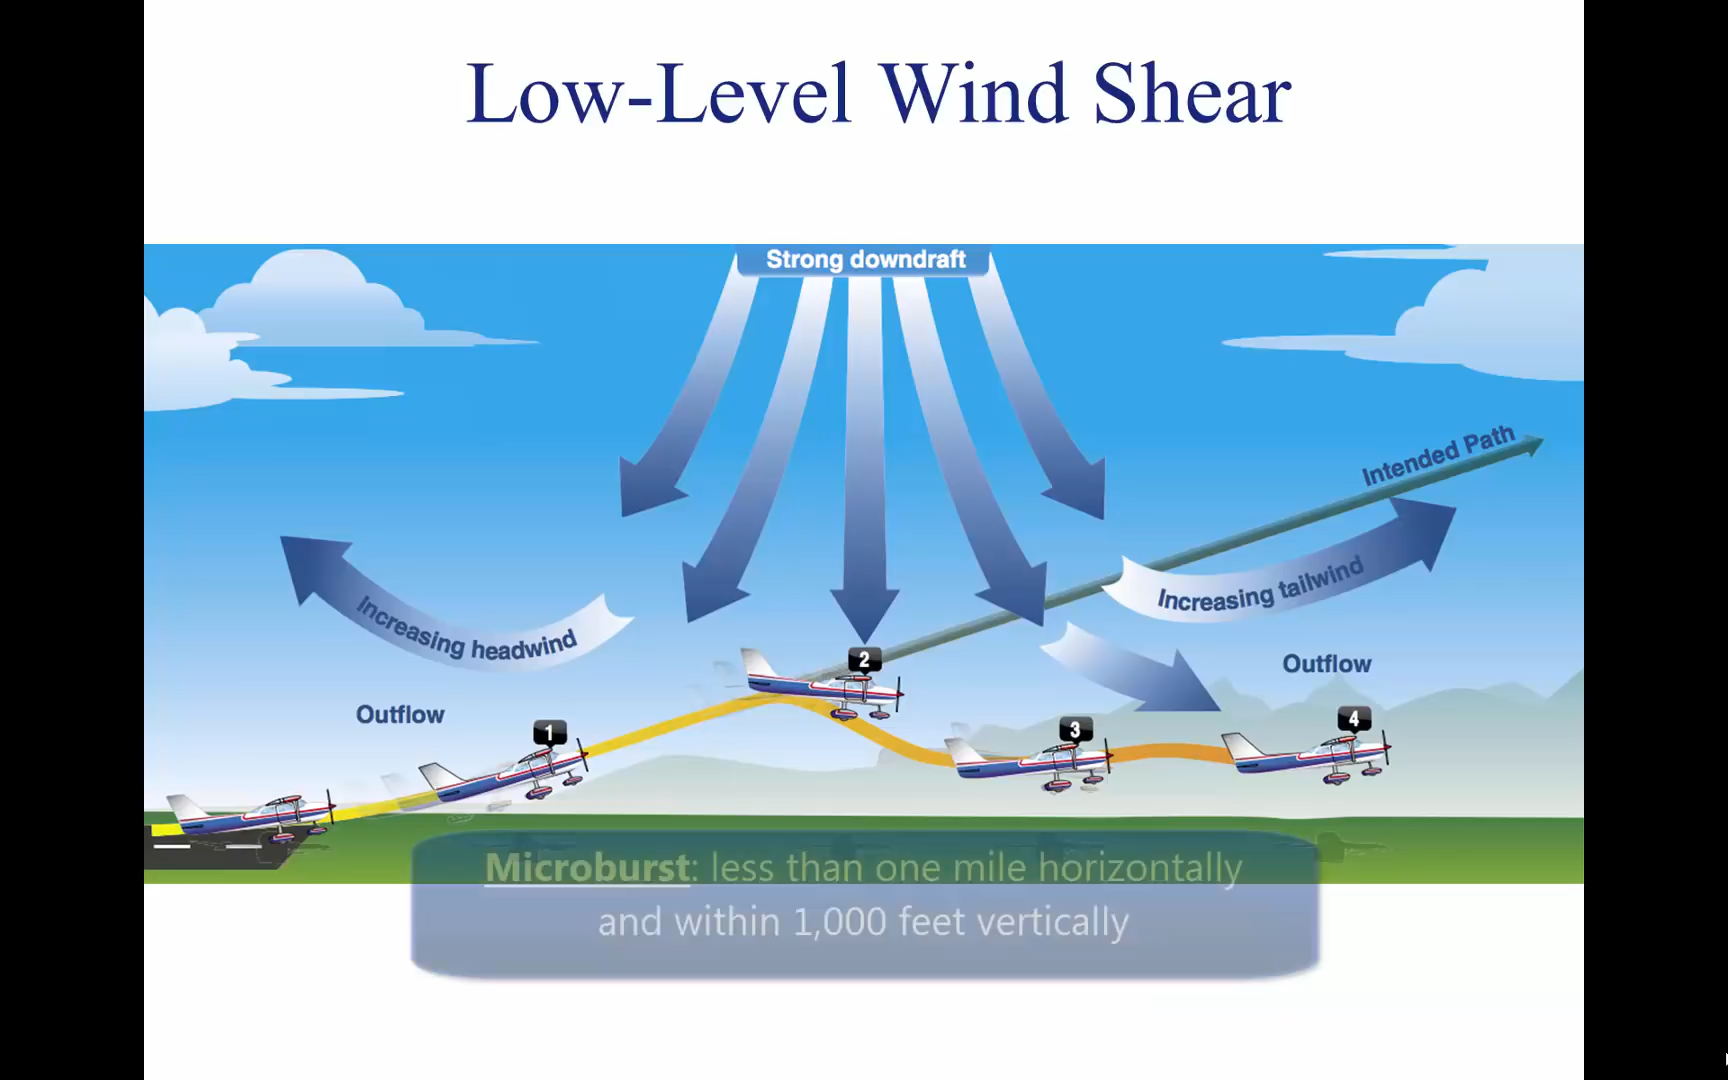 Low-Level Wind Shear
Strong downdraft
Intended Path
Increasing tailwind
Increasing headwind
Outflow
Outflow
1
2
3
4
Microburst: less than one mile horizontally
and within 1,000 feet vertically